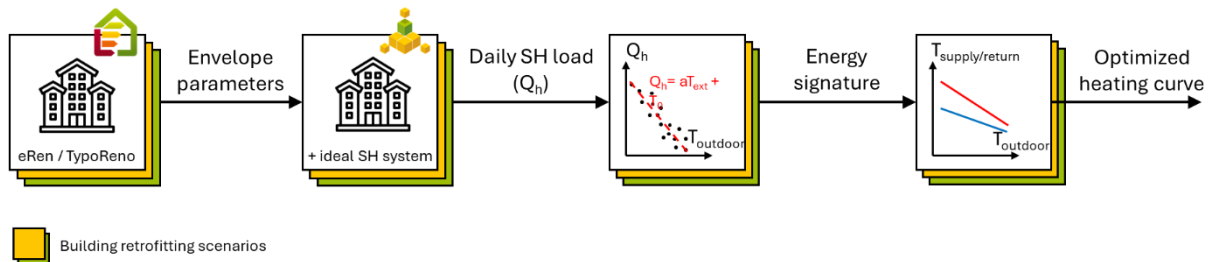 Envelope
parameters
eRen / TypoReno
Daily SH load
(Qh)
+ ideal SH system
Qh
Qh= aText +
T0
Toutdoor
Energy
signature
Tsupply/return
Toutdoor
Optimized
heating curve
Building retrofitting scenarios